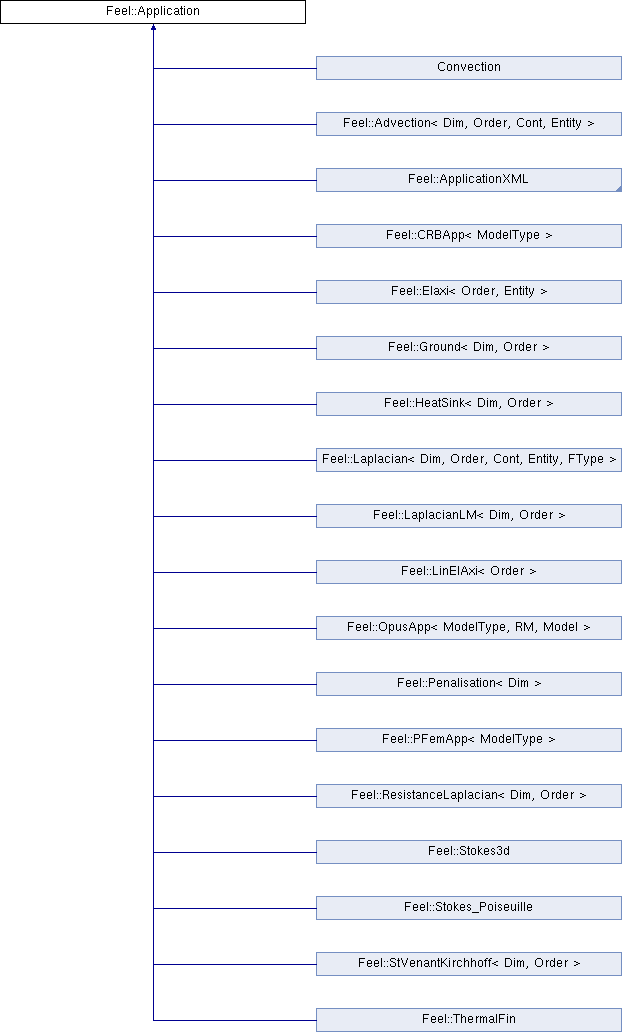 Feel::Application
Convection
Feel::Advection< Dim, Order, Cont, Entity >
Feel::ApplicationXML
Feel::CRBApp< ModelType >
Feel::Elaxi< Order, Entity >
Feel::Ground< Dim, Order >
Feel::HeatSink< Dim, Order >
Feel::Laplacian< Dim, Order, Cont, Entity, FType >
Feel::LaplacianLM< Dim, Order >
Feel::LinElAxi< Order >
Feel::OpusApp< ModelType, RM, Model >
Feel::Penalisation< Dim >
Feel::PFemApp< ModelType >
Feel::ResistanceLaplacian< Dim, Order >
Feel::Stokes3d
Feel::Stokes_Poiseuille
Feel::StVenantKirchhoff< Dim, Order >
Feel::ThermalFin